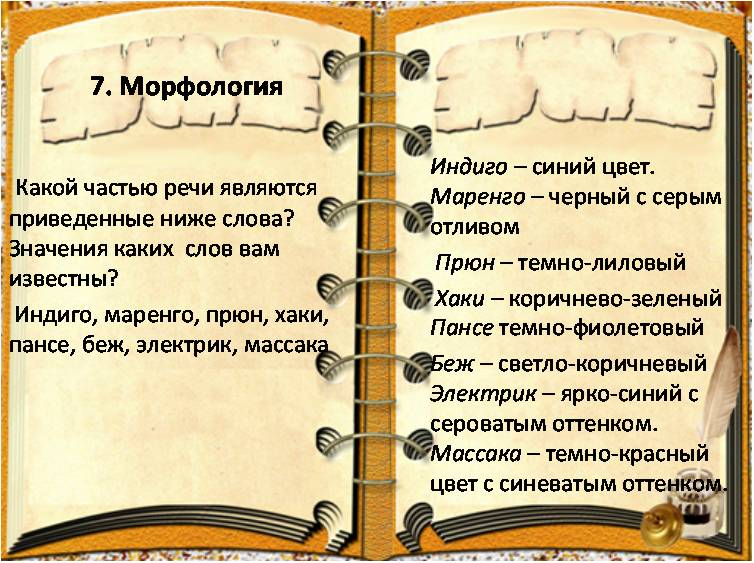 7. Морфология
Какой частью речи являются
приведенные ниже слова?
Значения каких слов вам
известны?
Индиго, маренго, прюн, хаки,
пансе, беж, электрик, массака
Индиго – синий цвет.
Маренго – черный с серым
отливом
Прюн – темно-лиловый
Хаки – коричнево-зеленый
Пансе темно-фиолетовый
Беж – светло-коричневый
Электрик – ярко-синий с
сероватым оттенком.
Массака – темно-красный
цвет с синеватым оттенком.